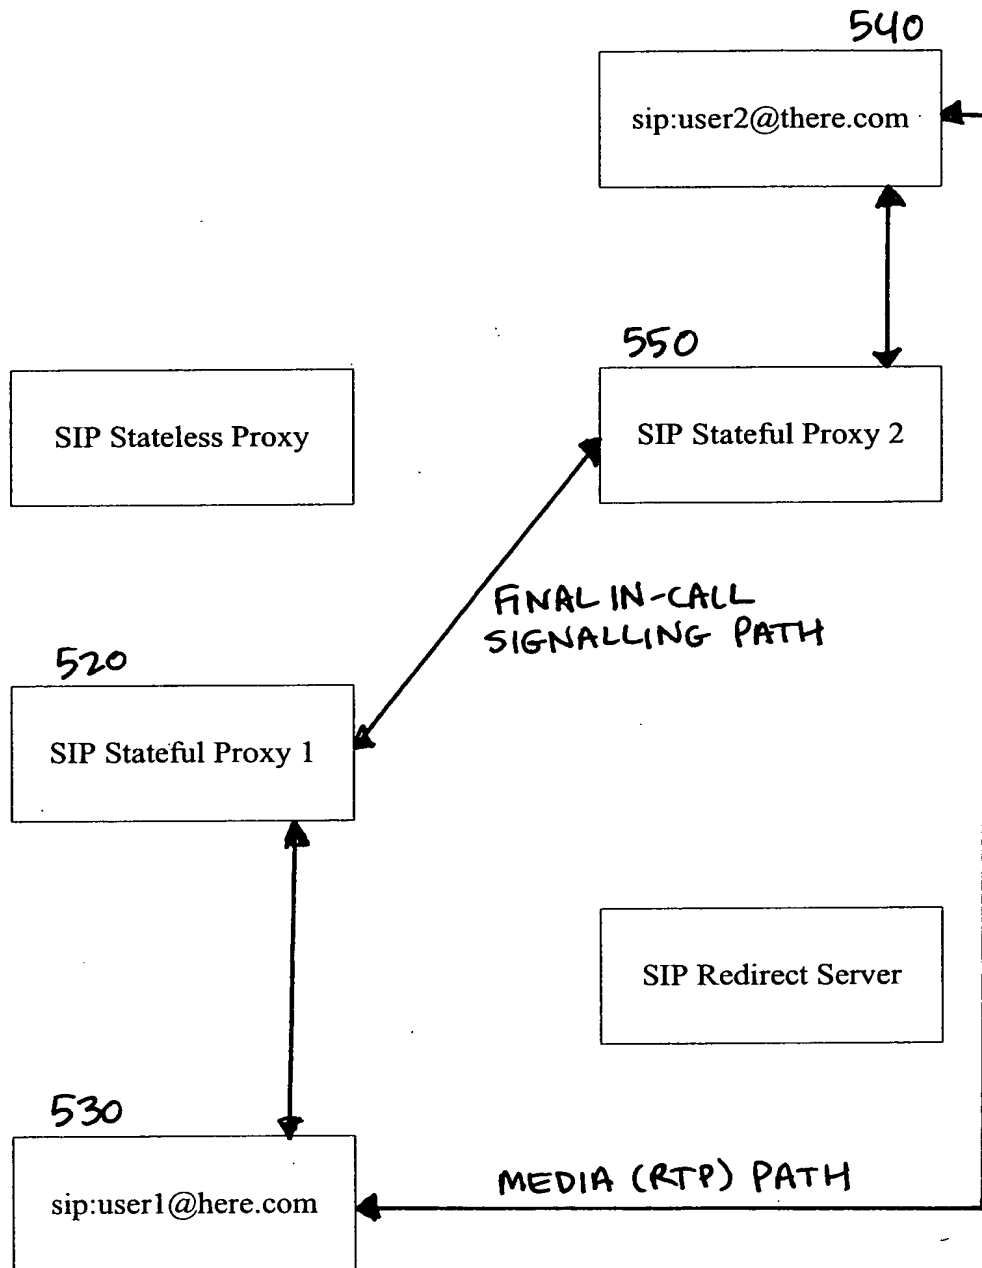 540
sip:user2@there.com
550
SIP Stateless Proxy
SIP Stateful Proxy 2
FINAL IN-CALL
SIGNALLING PATH
520
SIP Stateful Proxy 1
SIP Redirect Server
530
MEDIA (RTP) PATH
sip:user1@here.com